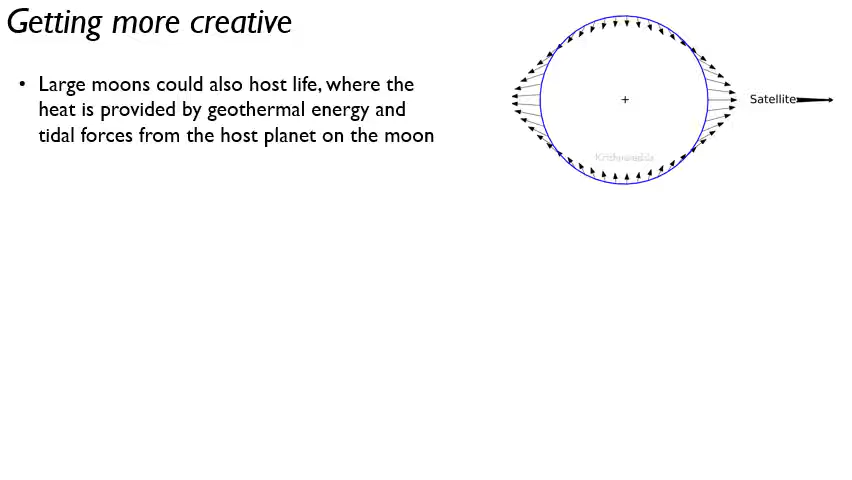 Getting more creative
• Large moons could also host life, where the
heat is provided by geothermal energy and
tidal forces from the host planet on the moon
Satellite